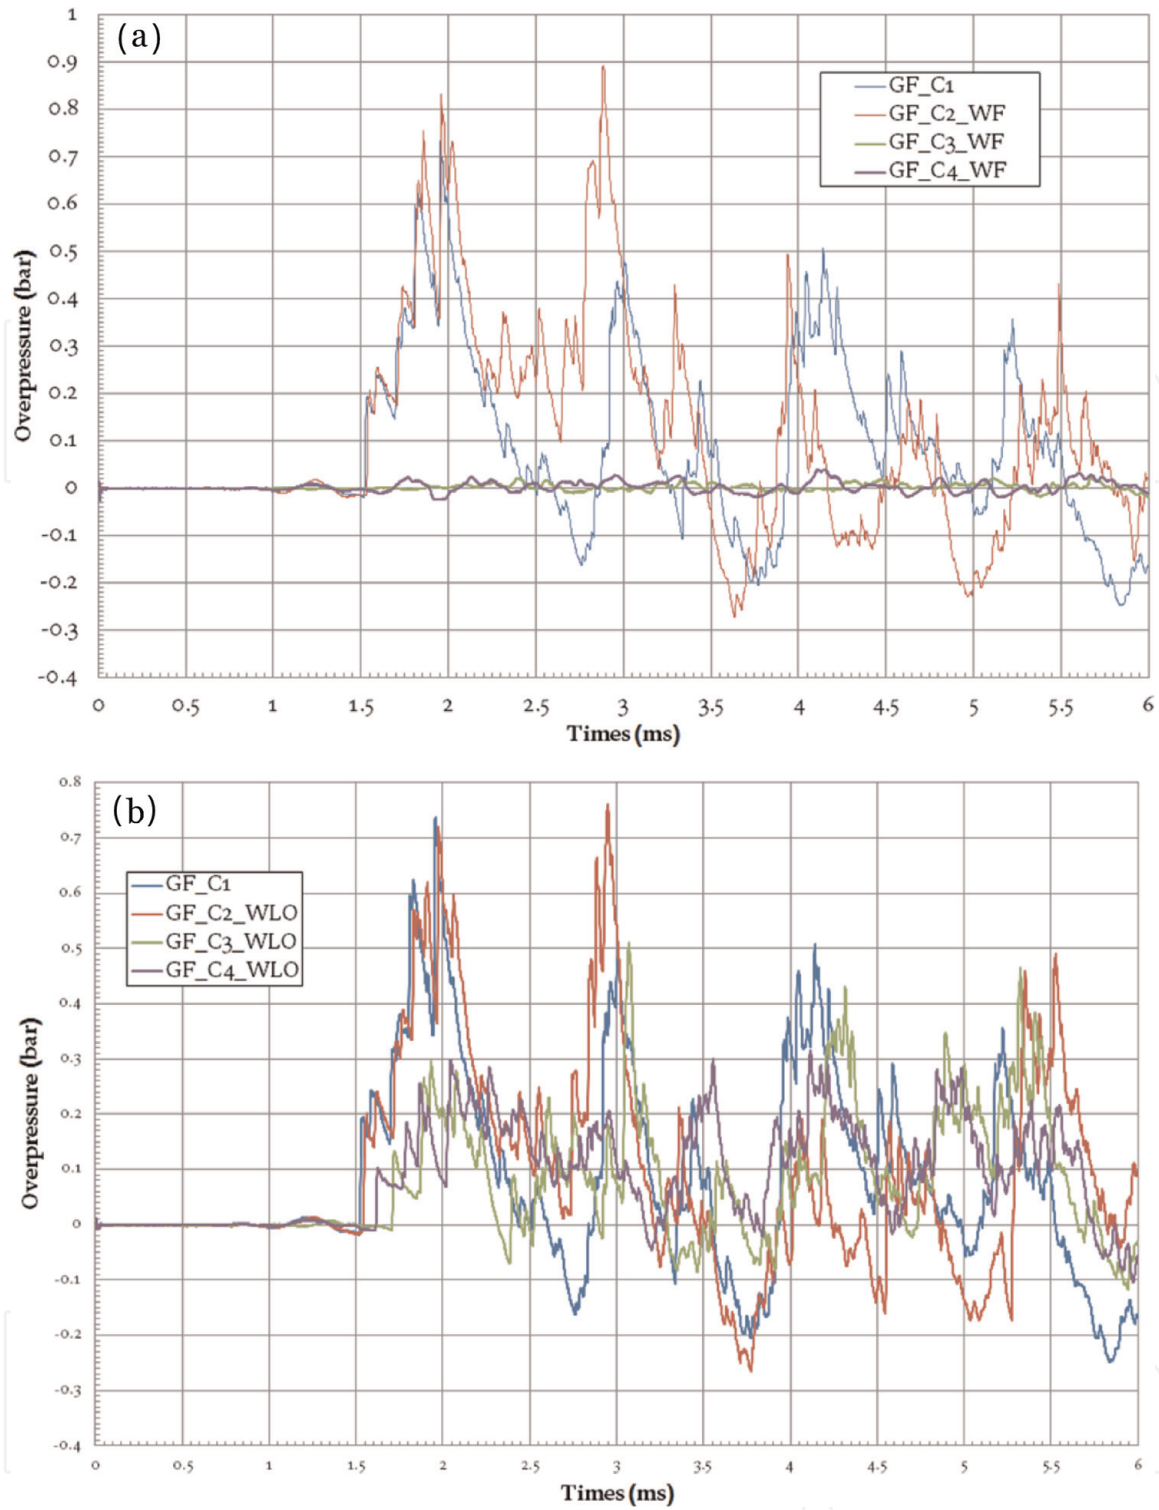 (a)
1
0.9
0.8
0.7
0.6
0.5
0.4
0.3
0.2
0.1
0
-0.1
-0.2
-0.3
-0.4
Overpressure (bar)
GF_C1
GF_C2_WF
GF_C3_WF
GF_C4_WF
0 0.5 1 1.5 2 2.5 3 3.5 4 4.5 5 5.5 6
Times (ms)
(b)
0.8
0.7
0.6
0.5
0.4
0.3
0.2
0.1
0
-0.1
-0.2
-0.3
-0.4
Overpressure (bar)
GF_C1
GF_C2_WLO
GF_C3_WLO
GF_C4_WLO
0 0.5 1 1.5 2 2.5 3 3.5 4 4.5 5 5.5 6
Times (ms)